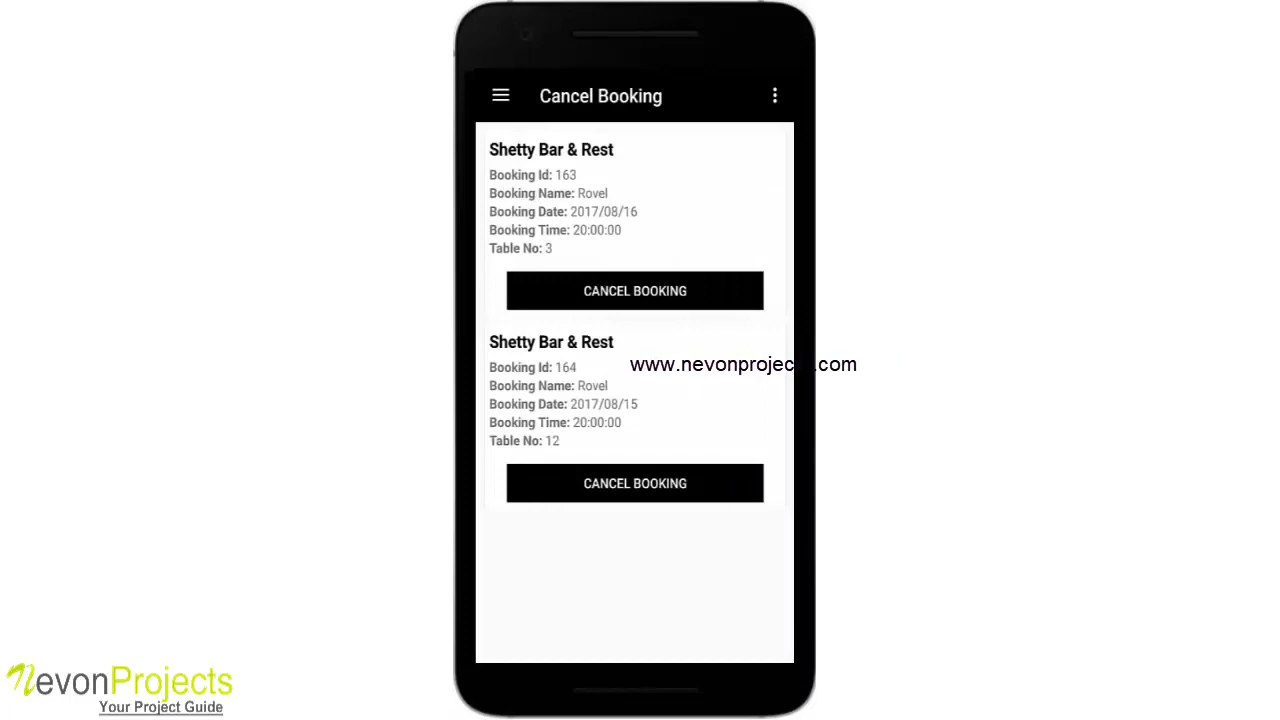 Cancel Booking
Shetty Bar & Rest
Booking Id: 163
Booking Name: Rovel
Booking Date: 2017/08/16
Booking Time: 20:00:00
Table No: 3
CANCEL BOOKING
Shetty Bar & Rest
www.nevonprojects.com
Booking Id: 164
Booking Name: Rovel
Booking Date: 2017/08/15
Booking Time: 20:00:00
Table No: 12
CANCEL BOOKING
NevonProjects
Your Project Guide